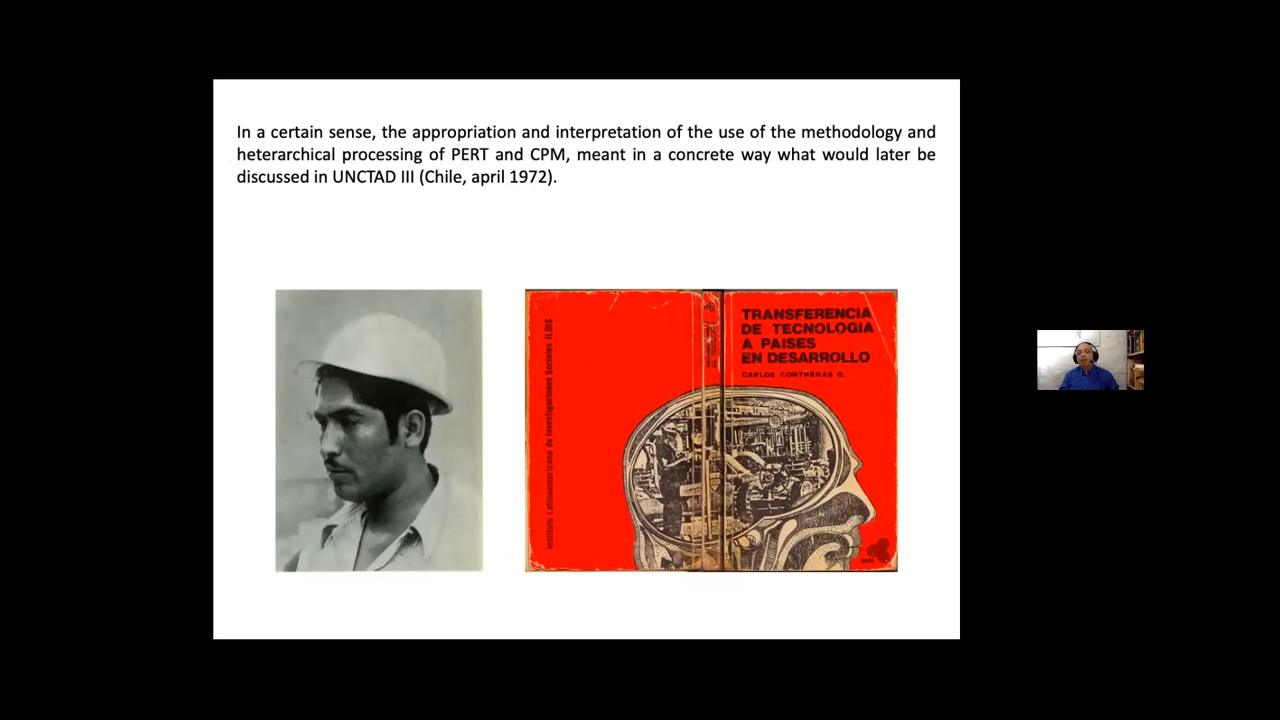 In a certain sense, the appropriation and interpretation of the use of the methodology and
heterarchical processing of PERT and CPM, meant in a concrete way what would later be
discussed in UNCTAD III (Chile, april 1972).
Instituto Latinoamericano de Investigaciones Sociales-ILDIS
TRANSFERENCIA
DE TECNOLOGIA
A PAISES
EN DESARROLLO
CARLOS CONTRERAS Q.